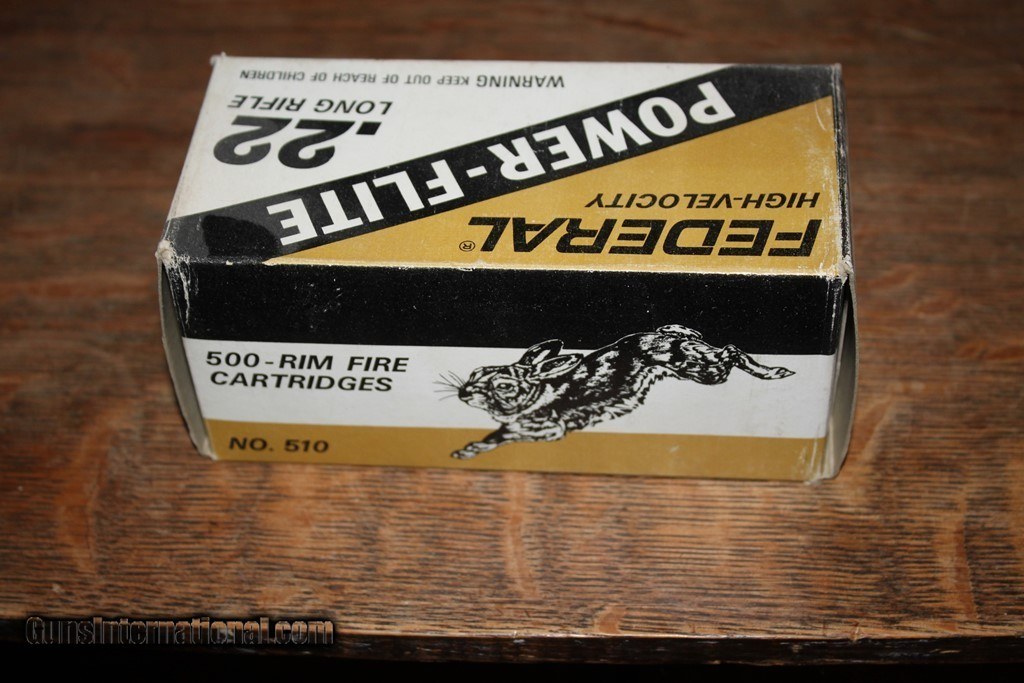 WARNING KEEP OUT OF REACH OF CHILDREN
.22
LONG RIFLE
POWER-FLITE
FEDERAL®
HIGH-VELOCITY
500-RIM FIRE
CARTRIDGES
NO. 510
GunsInternational.com